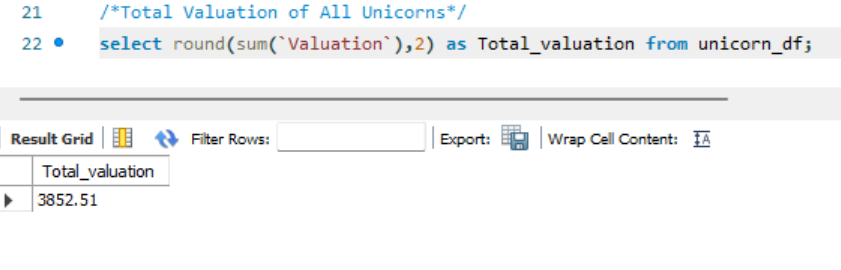 21 /*Total Valuation of All Unicorns*/
22 select round(sum(`Valuation`),2) as Total_valuation from unicorn_df;
Result Grid Filter Rows: Export: Wrap Cell Content: IA
Total_valuation
3852.51